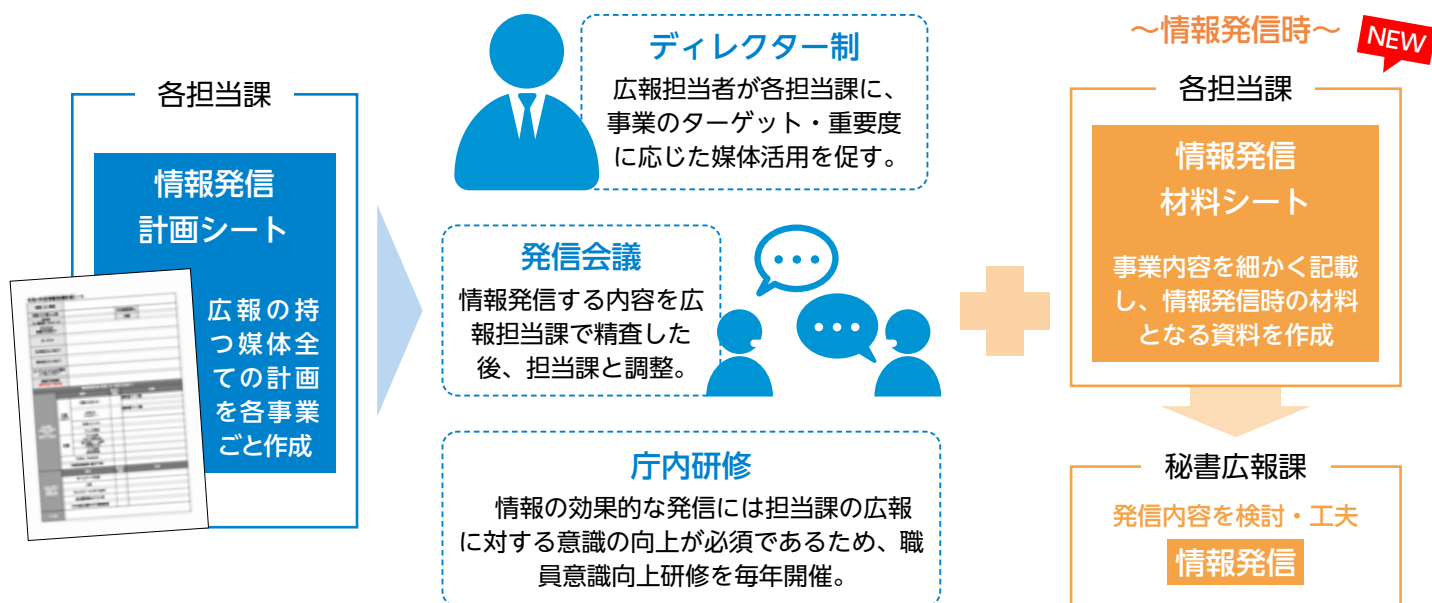 各担当課
情報発信
計画シート
広報の持
つ媒体全
ての計画
を各事業
ごと作成
ディレクター制
広報担当者が各担当課に、
事業のターゲット・重要度
に応じた媒体活用を促す。
発信会議
情報発信する内容を広
報担当課で精査した
後、担当課と調整。
庁内研修
情報の効果的な発信には担当課の広報
に対する意識の向上が必須であるため、職
員意識向上研修を毎年開催。
～情報発信時～
NEW
各担当課
情報発信
材料シート
事業内容を細かく記載
し、情報発信時の材料
となる資料を作成
秘書広報課
発信内容を検討・工夫
情報発信